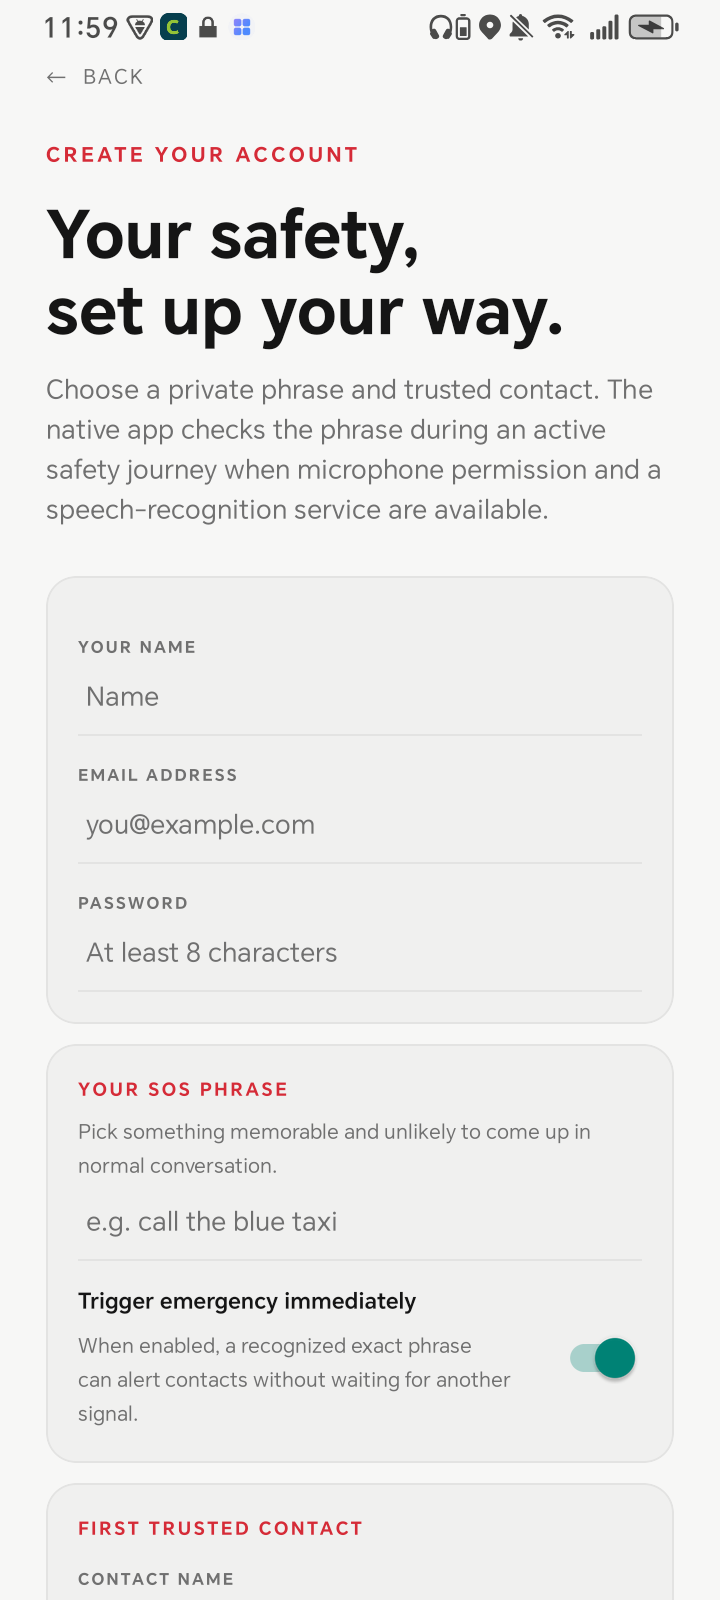 11:59
← BACK
CREATE YOUR ACCOUNT
Your safety,
set up your way.
Choose a private phrase and trusted contact. The
native app checks the phrase during an active
safety journey when microphone permission and a
speech-recognition service are available.
YOUR NAME
Name
EMAIL ADDRESS
you@example.com
PASSWORD
At least 8 characters
YOUR SOS PHRASE
Pick something memorable and unlikely to come up in
normal conversation.
e.g. call the blue taxi
Trigger emergency immediately
When enabled, a recognized exact phrase
can alert contacts without waiting for another
signal.
FIRST TRUSTED CONTACT
CONTACT NAME